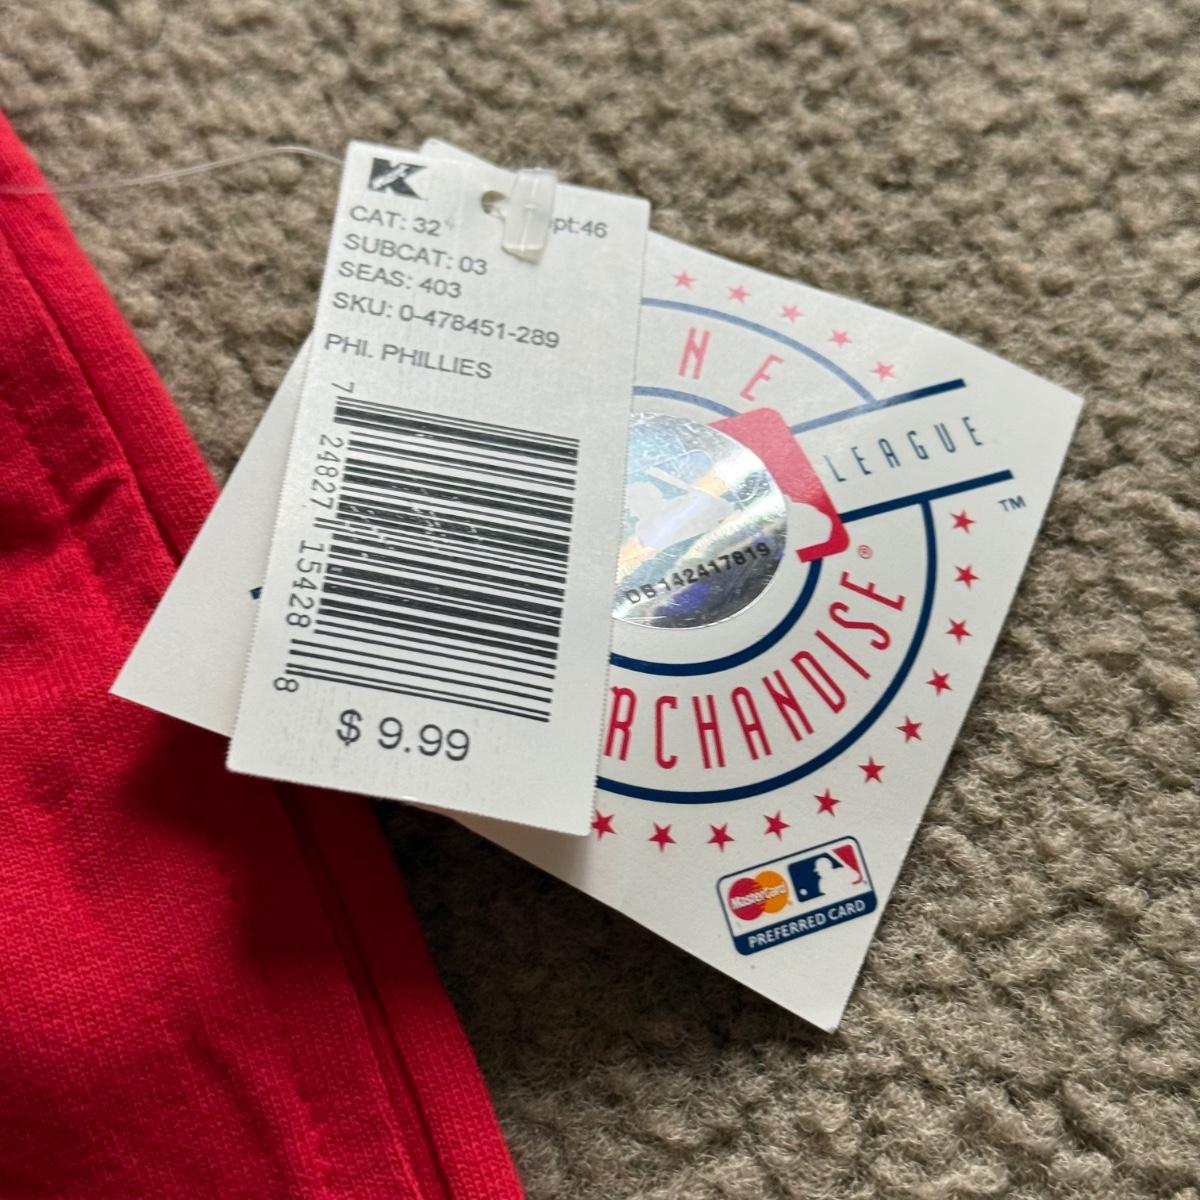 K
CAT: 32
pt:46
SUBCAT: 03
SEAS: 403
SKU: 0-478451-289
PHI. PHILLIES
7 24827 15428 8
$ 9.99
NE
LEAGUE
TM
DB 142417819
RCHANDISE®
MasterCard
PREFERRED CARD